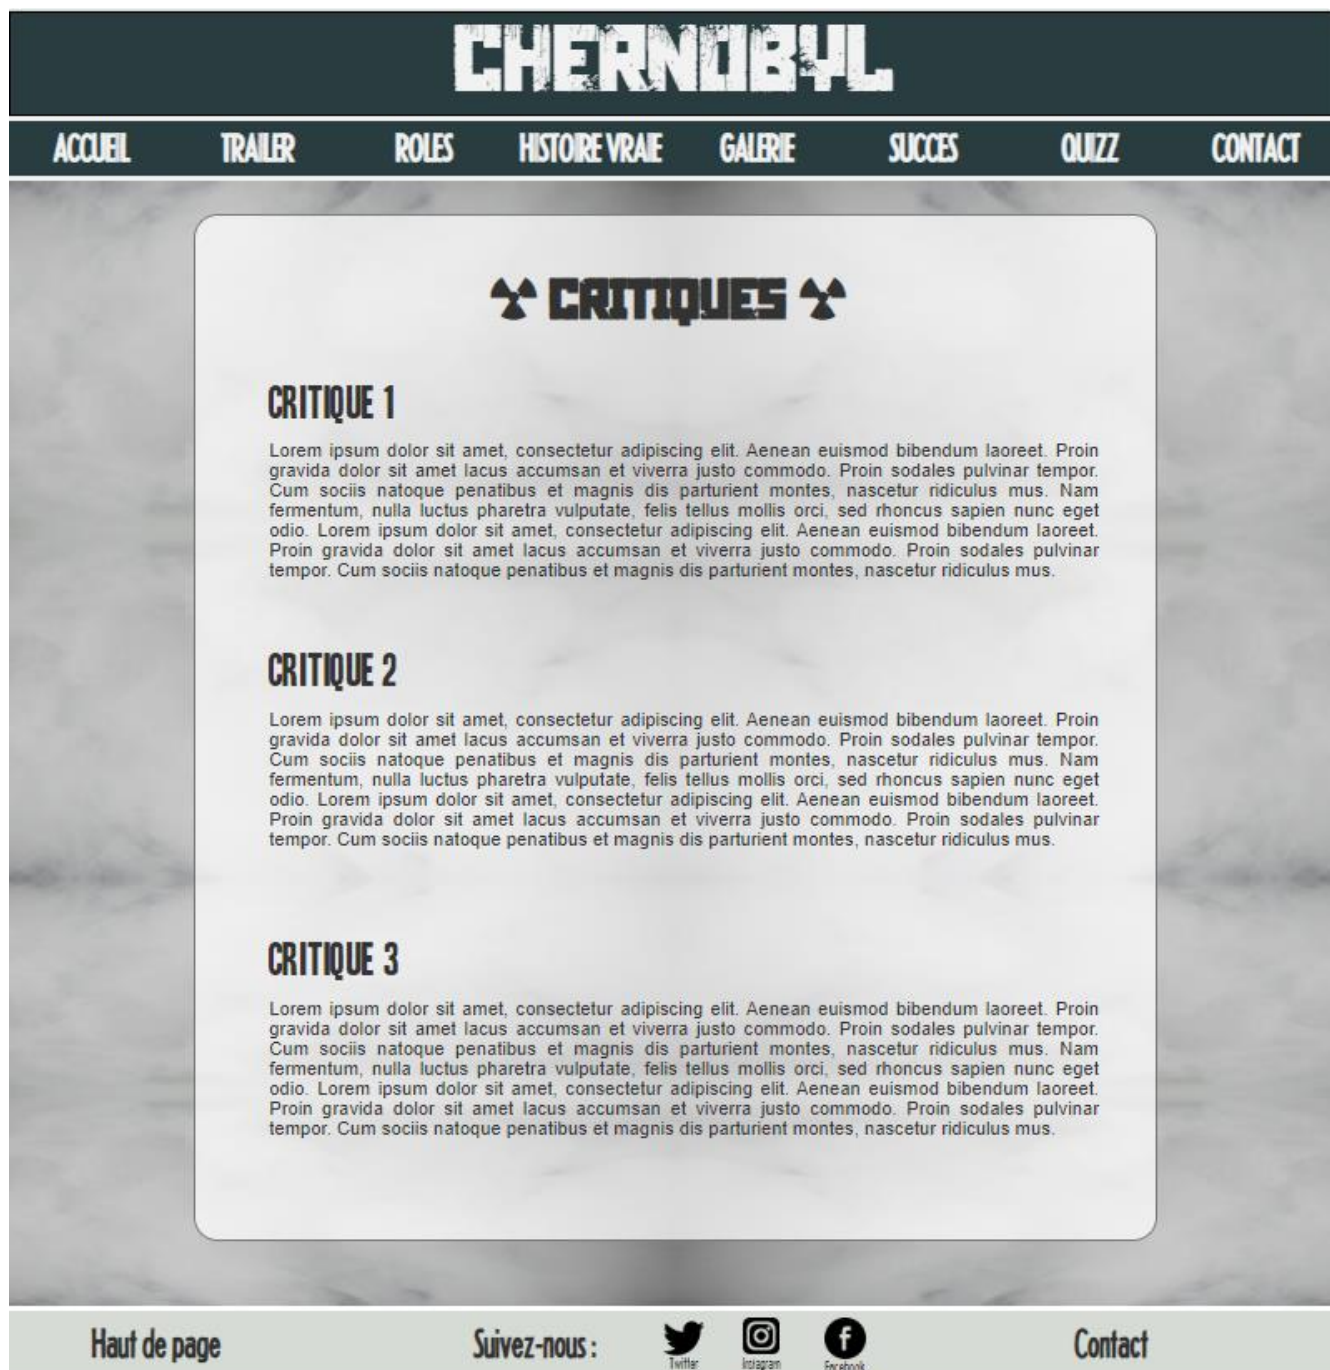 CHERNOBYL
ACCUEIL TRAILER ROLES HISTOIRE VRAIE GALERIE SUCCES QUIZZ CONTACT
CRITIQUES
CRITIQUE 1
Lorem ipsum dolor sit amet, consectetur adipiscing elit. Aenean euismod bibendum laoreet. Proin
gravida dolor sit amet lacus accumsan et viverra justo commodo. Proin sodales pulvinar tempor.
Cum sociis natoque penatibus et magnis dis parturient montes, nascetur ridiculus mus. Nam
fermentum, nulla luctus pharetra vulputate, felis tellus mollis orci, sed rhoncus sapien nunc eget
odio. Lorem ipsum dolor sit amet, consectetur adipiscing elit. Aenean euismod bibendum laoreet.
Proin gravida dolor sit amet lacus accumsan et viverra justo commodo. Proin sodales pulvinar
tempor. Cum sociis natoque penatibus et magnis dis parturient montes, nascetur ridiculus mus.
CRITIQUE 2
Lorem ipsum dolor sit amet, consectetur adipiscing elit. Aenean euismod bibendum laoreet. Proin
gravida dolor sit amet lacus accumsan et viverra justo commodo. Proin sodales pulvinar tempor.
Cum sociis natoque penatibus et magnis dis parturient montes, nascetur ridiculus mus. Nam
fermentum, nulla luctus pharetra vulputate, felis tellus mollis orci, sed rhoncus sapien nunc eget
odio. Lorem ipsum dolor sit amet, consectetur adipiscing elit. Aenean euismod bibendum laoreet.
Proin gravida dolor sit amet lacus accumsan et viverra justo commodo. Proin sodales pulvinar
tempor. Cum sociis natoque penatibus et magnis dis parturient montes, nascetur ridiculus mus.
CRITIQUE 3
Lorem ipsum dolor sit amet, consectetur adipiscing elit. Aenean euismod bibendum laoreet. Proin
gravida dolor sit amet lacus accumsan et viverra justo commodo. Proin sodales pulvinar tempor.
Cum sociis natoque penatibus et magnis dis parturient montes, nascetur ridiculus mus. Nam
fermentum, nulla luctus pharetra vulputate, felis tellus mollis orci, sed rhoncus sapien nunc eget
odio. Lorem ipsum dolor sit amet, consectetur adipiscing elit. Aenean euismod bibendum laoreet.
Proin gravida dolor sit amet lacus accumsan et viverra justo commodo. Proin sodales pulvinar
tempor. Cum sociis natoque penatibus et magnis dis parturient montes, nascetur ridiculus mus.
Haut de page Suivez-nous : Contact
Twitter Instagram Facebook